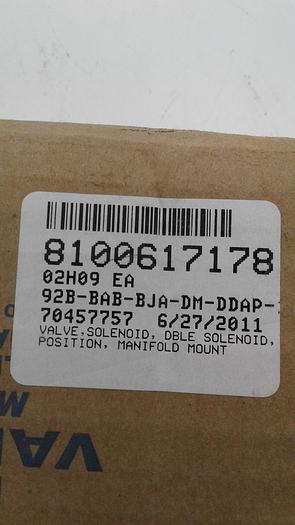 8100617178
02H09 EA
92B-BAB-BJA-DM-DDAP-
70457757 6/27/2011
VALVE,SOLENOID, DBLE SOLENOID,
POSITION, MANIFOLD MOUNT
VA